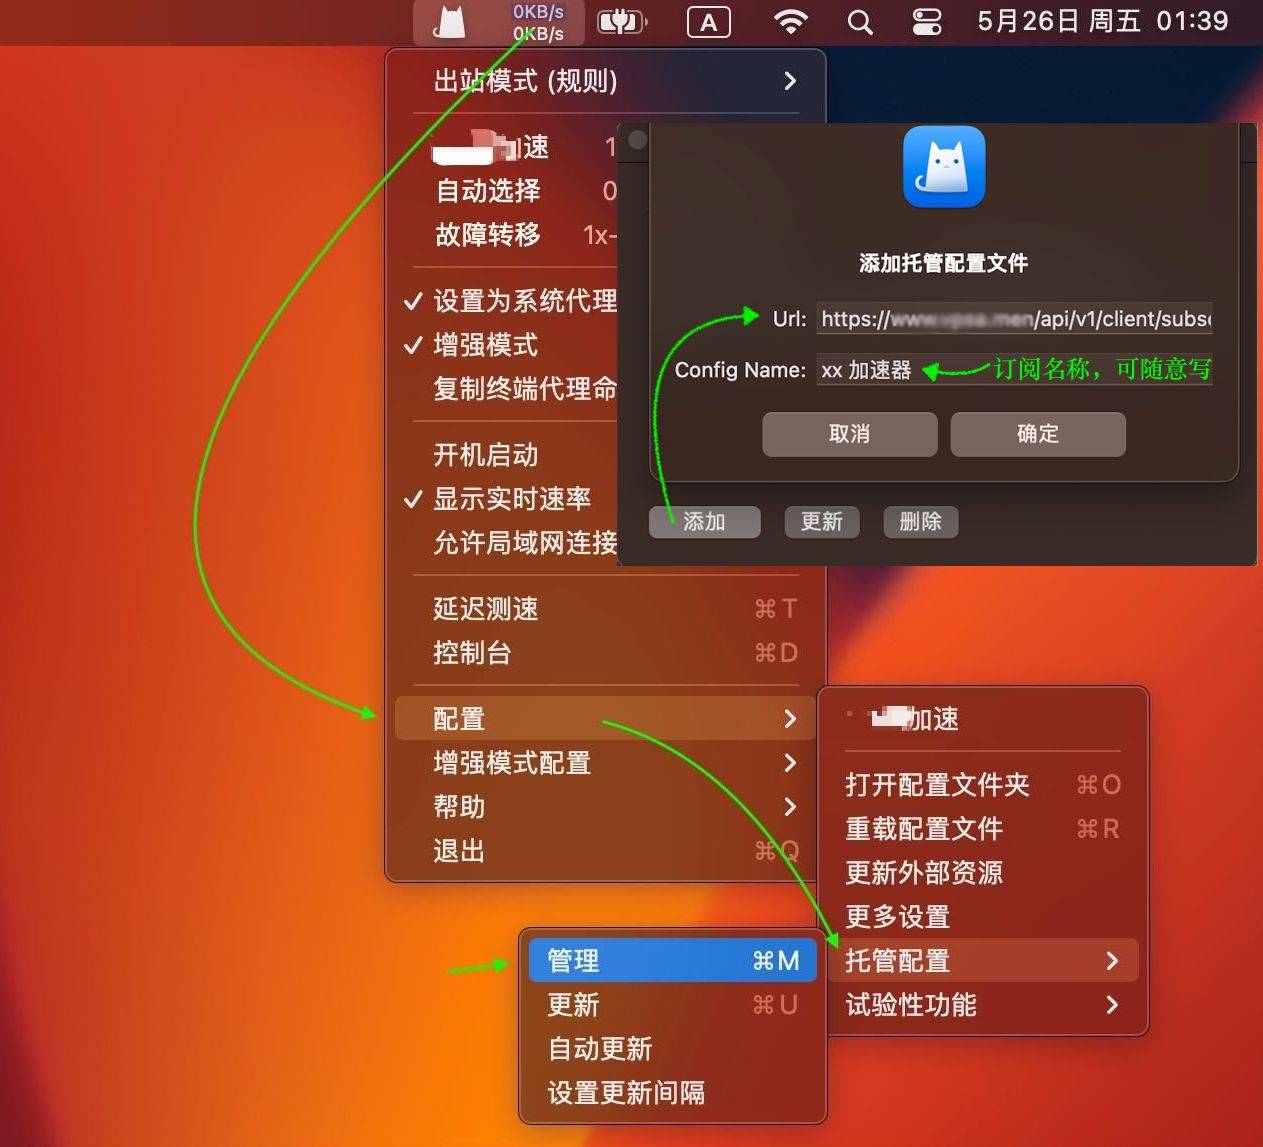 0KB/s
0KB/s
A
5月26日 周五 01:39
出站模式 (规则)
速 1
自动选择 0
故障转移 1x-
✓ 设置为系统代理
✓ 增强模式
复制终端代理命
开机启动
✓ 显示实时速率
允许局域网连接
延迟测速 ⌘T
控制台 ⌘D
配置
增强模式配置
帮助
退出 ⌘Q
添加托管配置文件
Url: https:///api/v1/client/subsc
Config Name: xx 加速器
订阅名称，可随意写
取消 确定
添加 更新 删除
加速
打开配置文件夹 ⌘O
重载配置文件 ⌘R
更新外部资源
更多设置
托管配置
试验性功能
管理 ⌘M
更新 ⌘U
自动更新
设置更新间隔